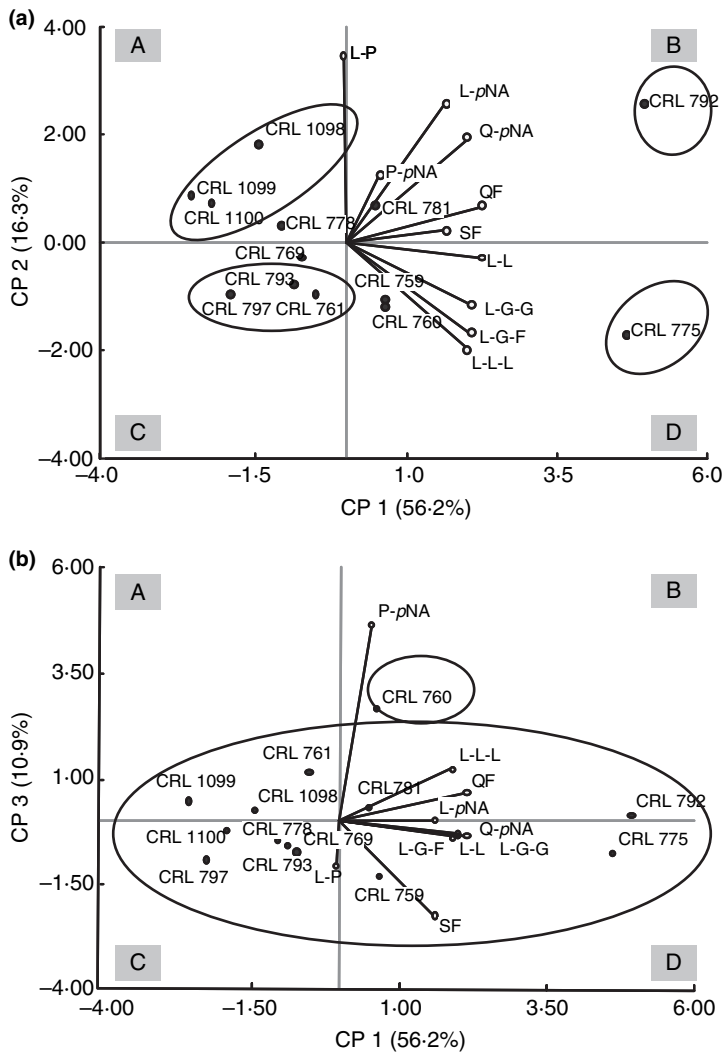 (a)
4·00
A
B
L-P
L-pNA
CRL 792
2·00
Q-pNA
CRL 1098
P-pNA
CRL 1099
QF
CRL 781
CRL 1100
CRL 778
SF
0·00
CRL 769
L-L
CRL 793
CRL 759
CRL 797
CRL 761
L-G-G
CRL 760
CRL 775
L-G-F
–2·00
L-L-L
C
D
–4·00
–4·0
–1·5
1·0
3·5
6·0
CP 2 (16·3%)
CP 1 (56·2%)
(b)
6·00
A
B
P-pNA
3·50
CRL 760
CRL 761
L-L-L
CRL 1099
QF
1·00
CRL781
CRL 1098
CRL 792
L-pNA
CRL 1100
CRL 778
CRL 769
Q-pNA
CRL 775
L-G-F
L-L
L-G-G
CRL 793
CRL 797
L-P
CRL 759
–1·50
SF
C
D
–4·00
–4·00
–1·50
1·00
3·50
6·00
CP 3 (10·9%)
CP 1 (56·2%)